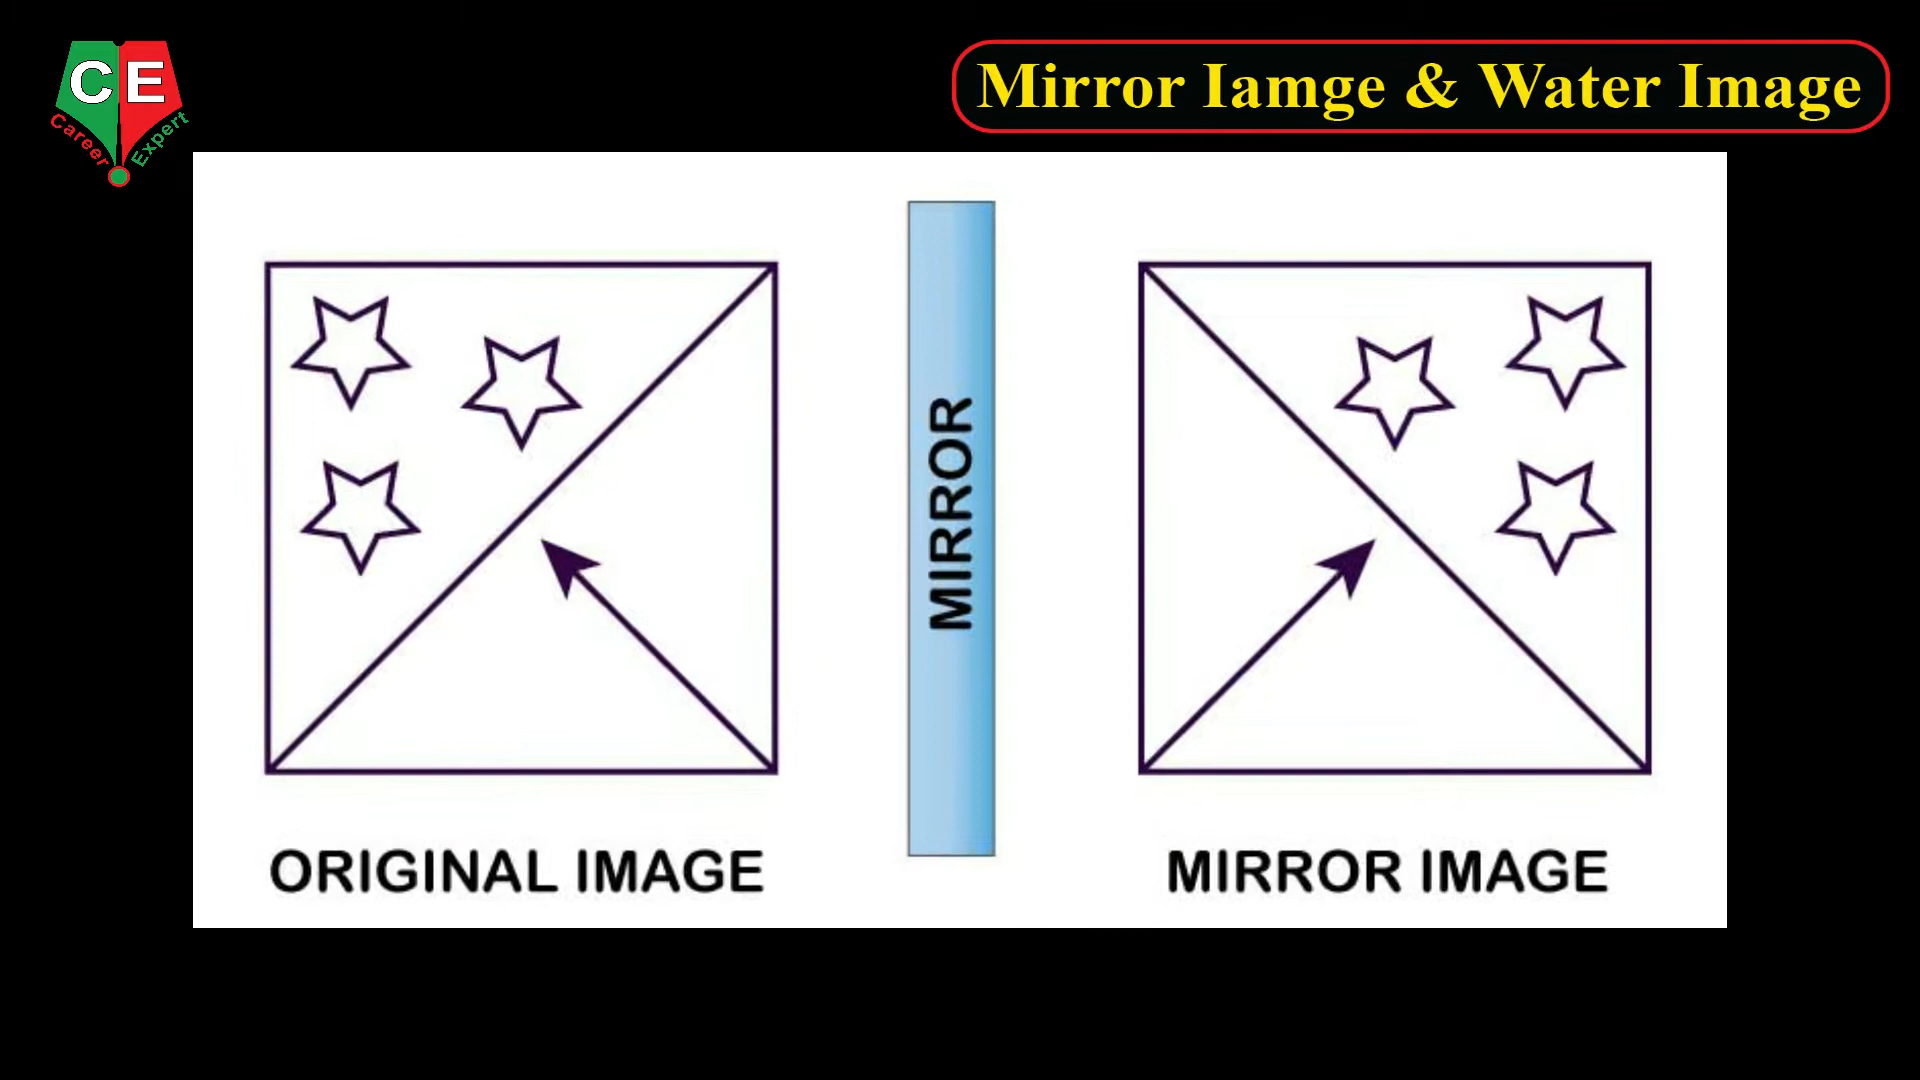 CE
Career Expert
Mirror Iamge & Water Image
MIRROR
ORIGINAL IMAGE
MIRROR IMAGE